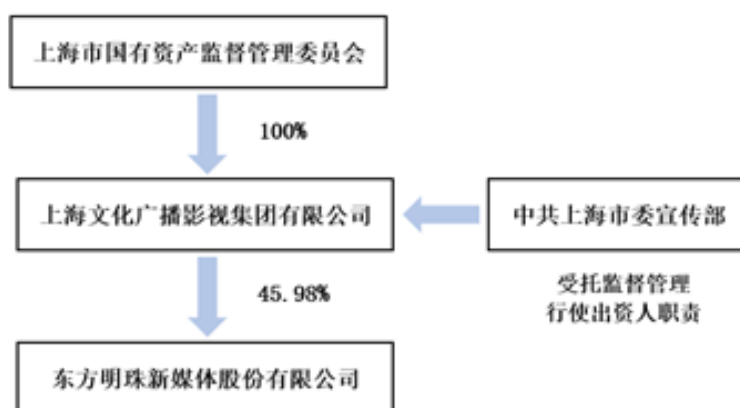 上海市国有资产监督管理委员会
100%
上海文化广播影视集团有限公司
中共上海市委宣传部
受托监督管理
行使出资人职责
45.98%
东方明珠新媒体股份有限公司